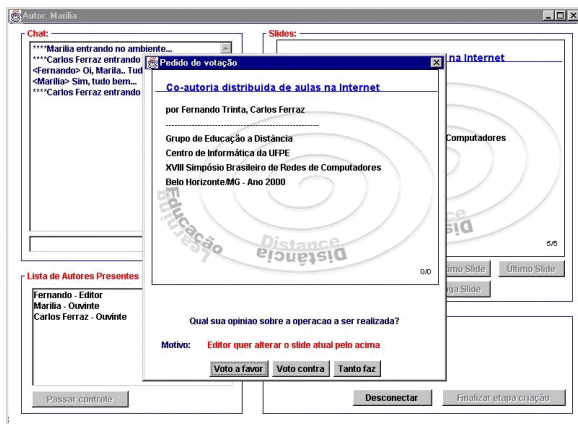 Autor: Marilia
Chat:
****Marilia entrando no ambiente...
****Carlos Ferraz entrando
<Fernando> Oi, Marila.. Tud
<Marilia> Sim, tudo bem...
****Carlos Ferraz entrando
Lista de Autores Presentes
Fernando - Editor
Marilia - Ouvinte
Carlos Ferraz - Ouvinte
Passar controle
Slides:
na Internet
Computadores
5/5
timo Slide
Último Slide
aga Slide
Desconectar
Finalizar etapa criação
Pedido de votação
Co-autoria distribuida de aulas na Internet
por Fernando Trinta, Carlos Ferraz
----------------------------------------------------
Grupo de Educação a Distância
Centro de Informática da UFPE
XVIII Simpósio Brasileiro de Redes de Computadores
Belo Horizonte/MG - Ano 2000
Educação
Learning
Distance
Distância
0/0
Qual sua opiniao sobre a operacao a ser realizada?
Motivo: Editor quer alterar o slide atual pelo acima
Voto a favor
Voto contra
Tanto faz